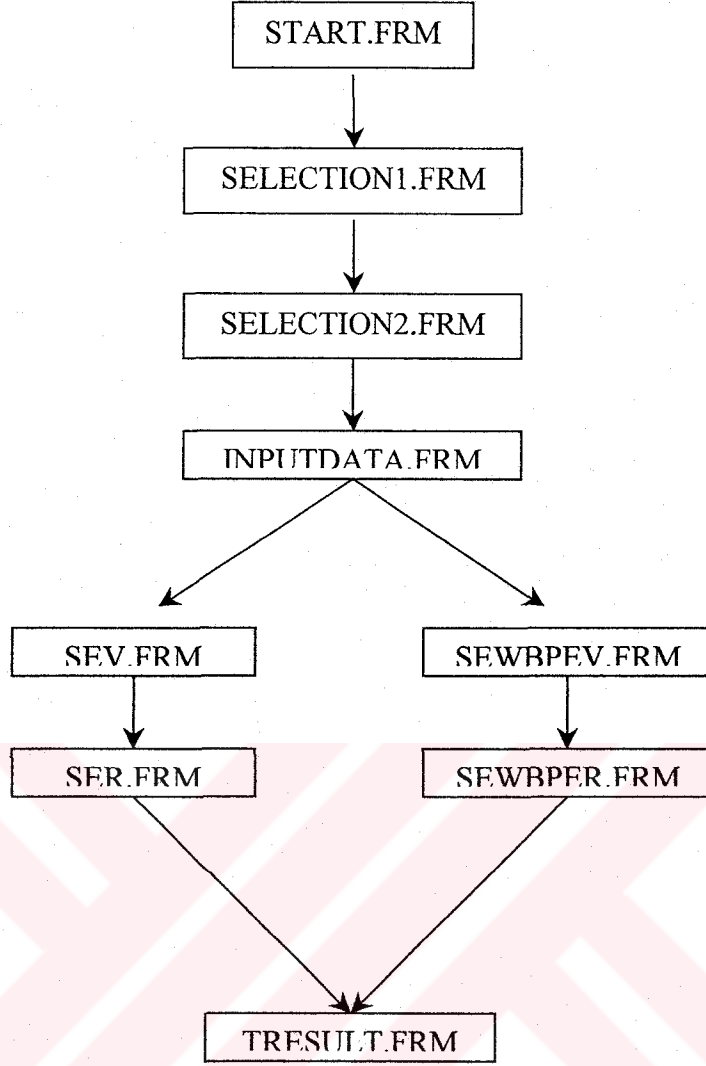 START.FRM
SELECTION1.FRM
SELECTION2.FRM
INPUTDATA.FRM
SEV.FRM
SEWBPEV.FRM
SER.FRM
SEWBPER.FRM
TRESULT.FRM